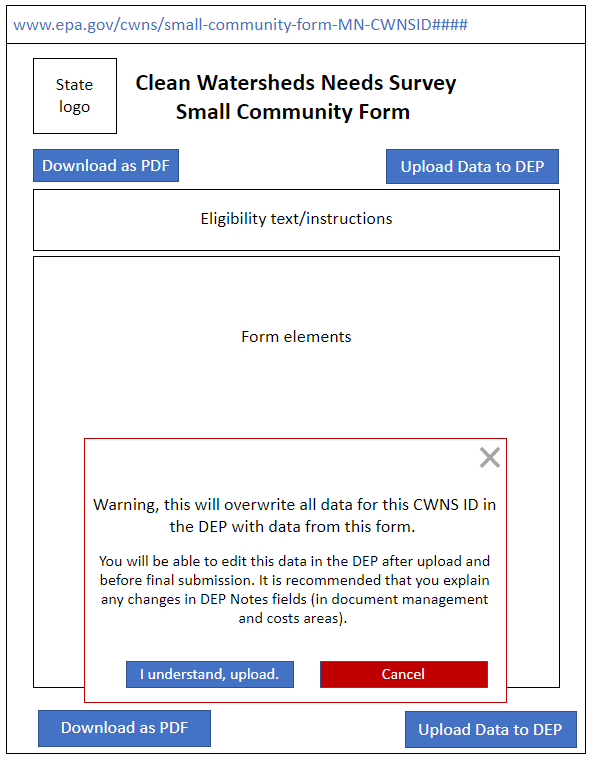 www.epa.gov/cwns/small-community-form-MN-CWNSID####
State
logo
Clean Watersheds Needs Survey
Small Community Form
Download as PDF
Upload Data to DEP
Eligibility text/instructions
Form elements
Warning, this will overwrite all data for this CWNS ID in
the DEP with data from this form.
You will be able to edit this data in the DEP after upload and
before final submission. It is recommended that you explain
any changes in DEP Notes fields (in document management
and costs areas).
I understand, upload.
Cancel
Download as PDF
Upload Data to DEP